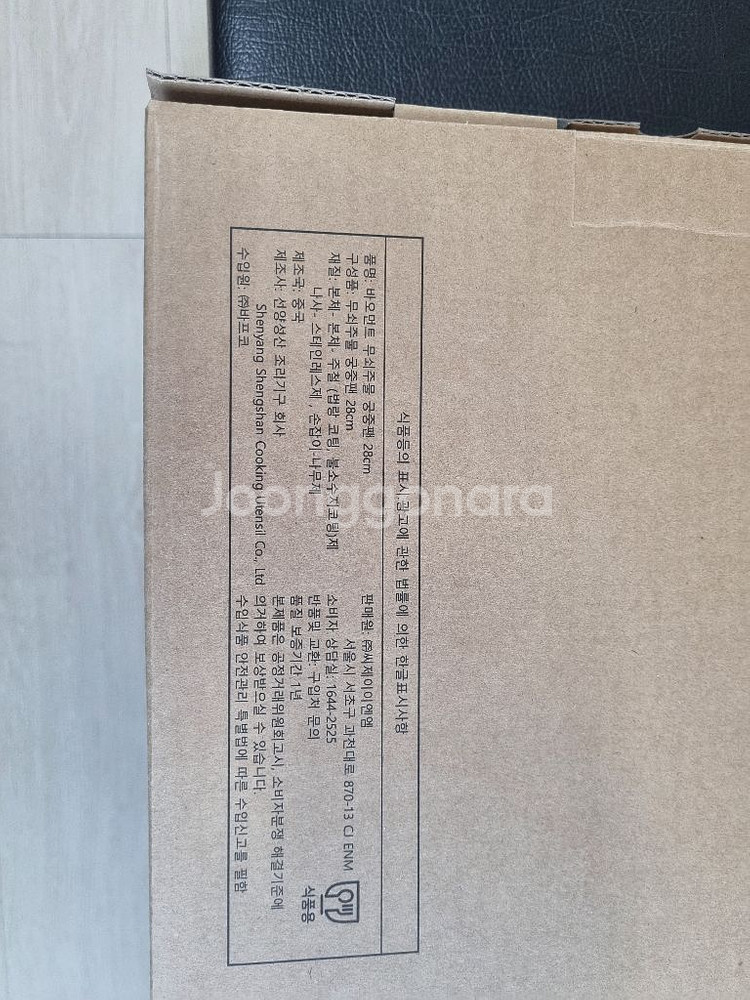 식품등의 표시 광고에 관한 법률에 의한 한글표시사항
품명: 바오먼트 무쇠주물 궁중팬 28cm
구성품: 무쇠주물 궁중팬 28cm
재질: 본체- 본체- 주철 (법랑 코팅, 불소수지코팅)제
나사- 스테인레스제 , 손잡이-나무제
제조국: 중국
제조사: 선양성산 조리기구 회사
Shenyang Shengshan Cooking Utensil Co., Ltd
수입원: ㈜바프코
판매원: ㈜씨제이이엔엠
서울시 서초구 과천대로 870-13 CJ ENM
소비자 상담실: 1644-2525
반품및 교환: 구입처 문의
품질 보증기간 1년
본제품은 공정거래위원회고시, 소비자분쟁 해결기준에
의거하여 보상받으실 수 있습니다.
수입식품 안전관리 특별법에 따른 수입신고를 필함
식품용
Joonggonara